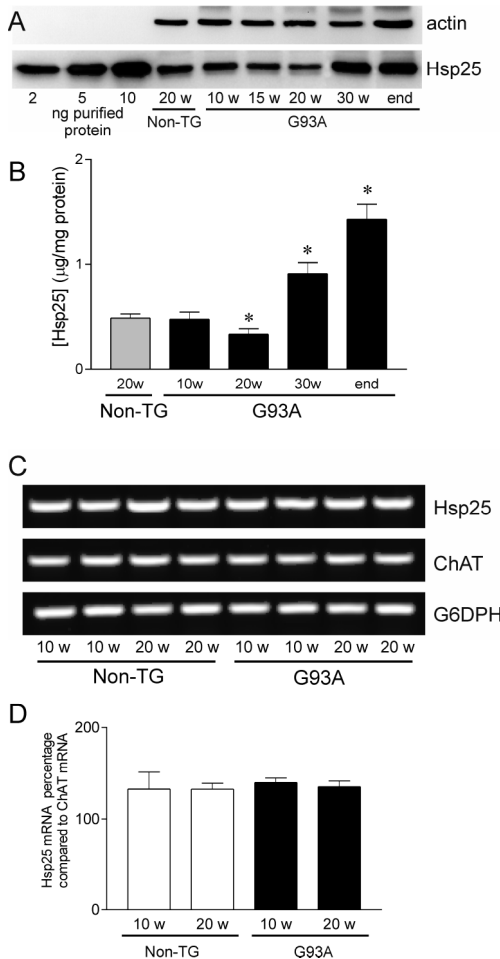 A
actin
Hsp25
2 5 10 20 w 10 w 15 w 20 w 30 w end
ng purified protein
Non-TG G93A
B
[Hsp25] (μg/mg protein)
2
1
0
* * *
20w 10w 20w 30w end
Non-TG G93A
C
Hsp25
ChAT
G6DPH
10 w 10 w 20 w 20 w 10 w 10 w 20 w 20 w
Non-TG G93A
D
Hsp25 mRNA percentage
compared to ChAT mRNA
200
100
0
10 w 20 w 10 w 20 w
Non-TG G93A